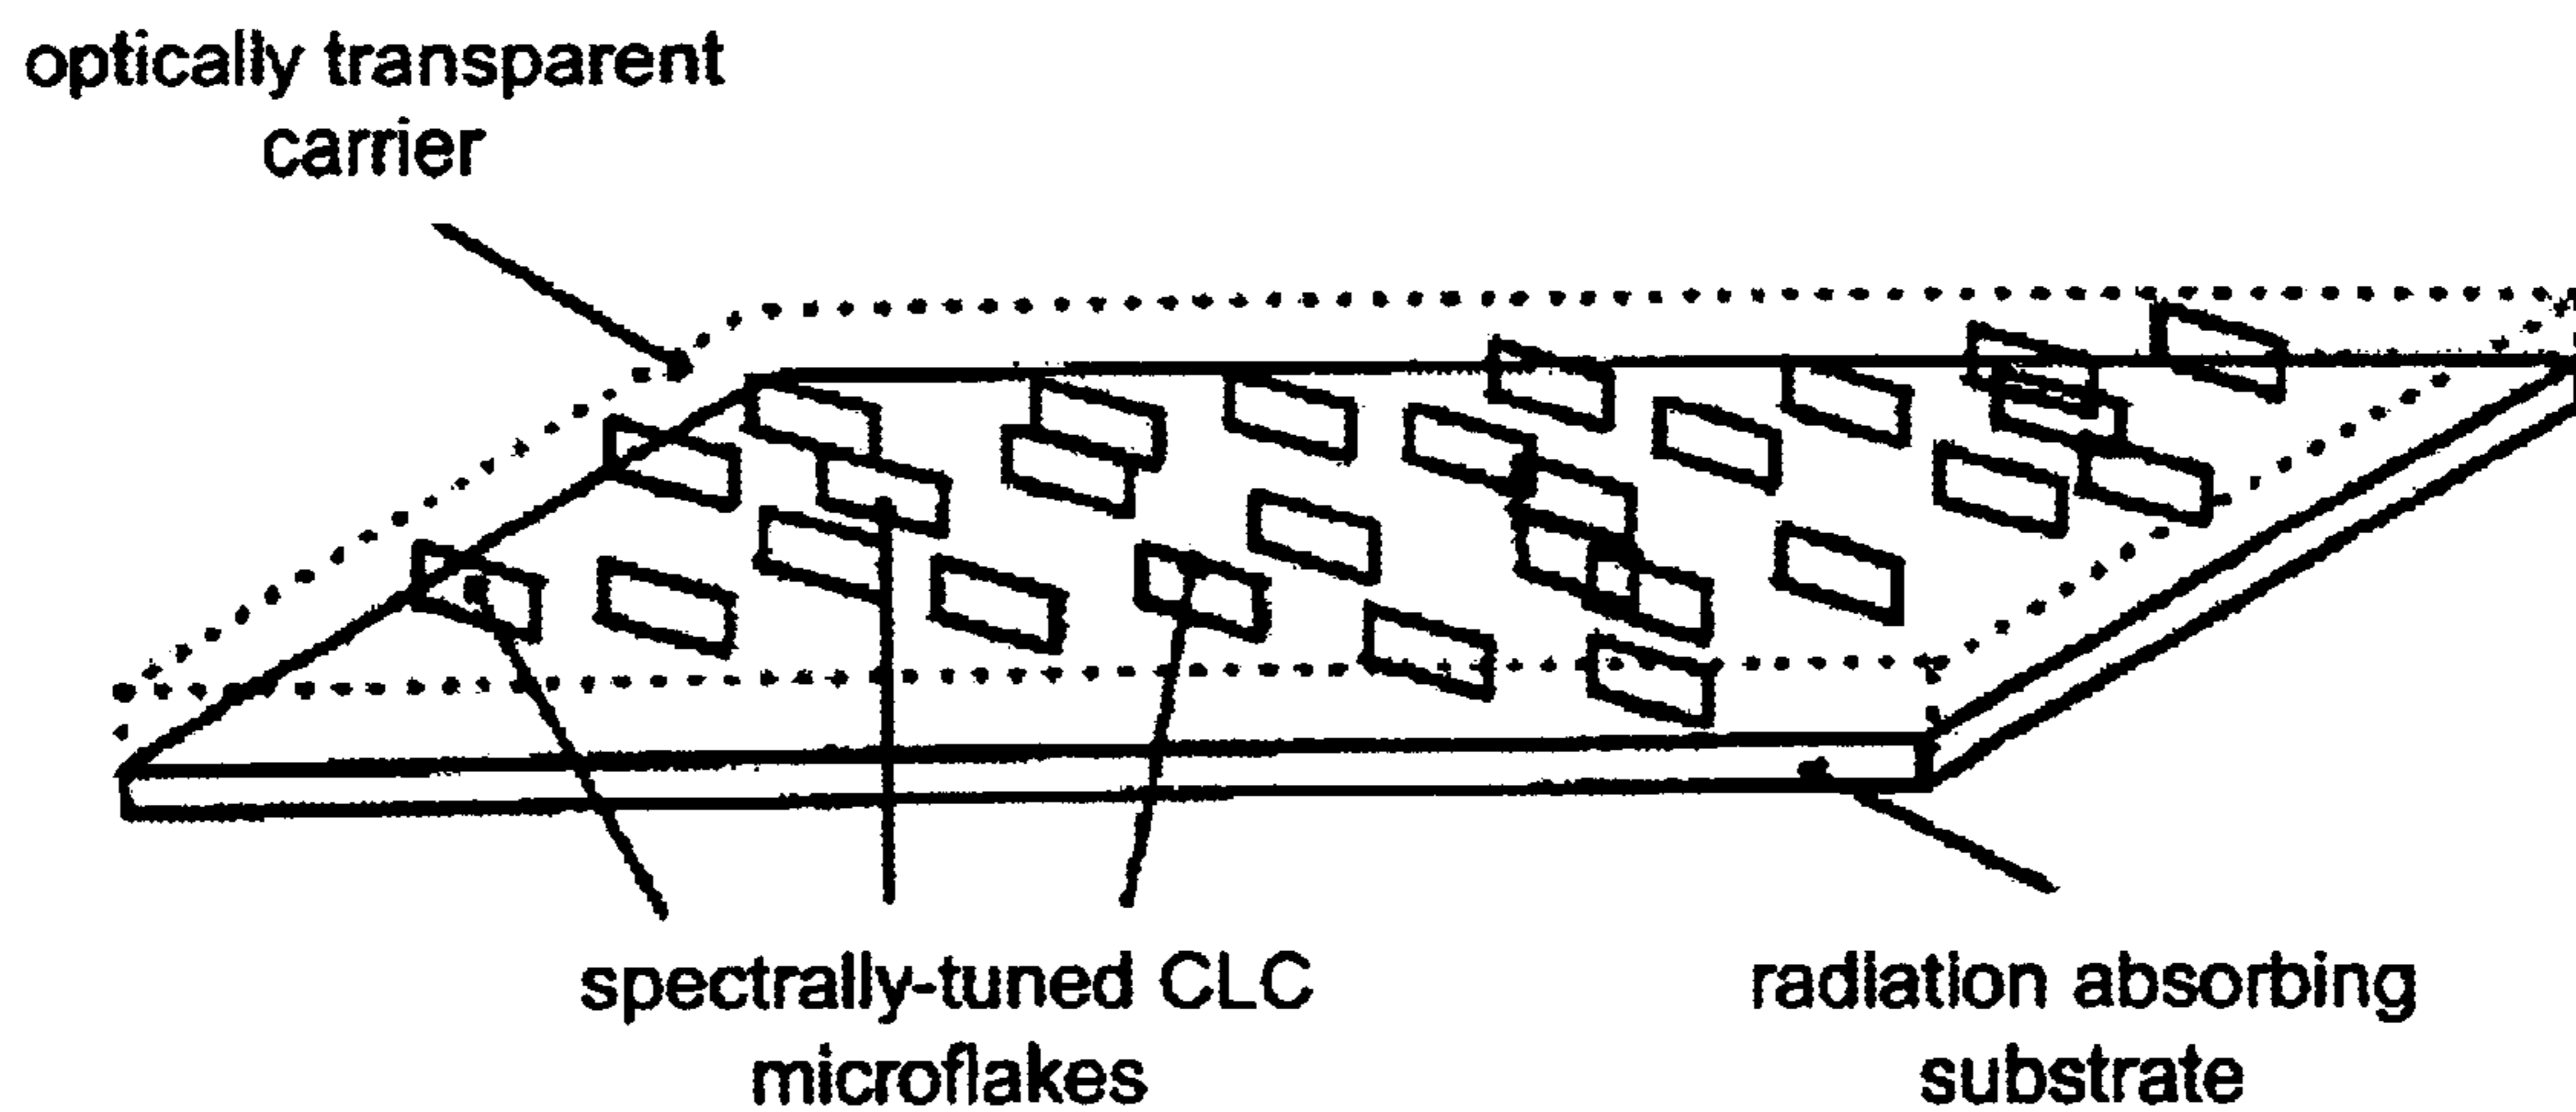 optically transparent
carrier
spectrally-tuned CLC
microflakes
radiation absorbing
substrate